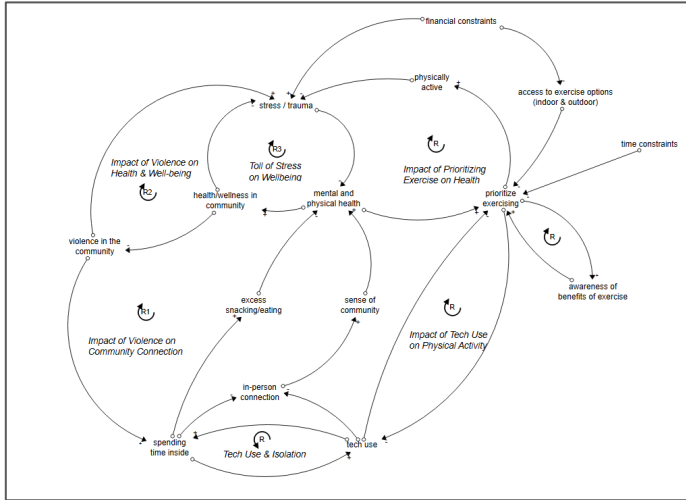 financial constraints
physically
active
access to exercise options
(indoor & outdoor)
stress / trauma
time constraints
R3
R
Impact of Violence on
Health & Well-being
R2
Toll of Stress
on Wellbeing
Impact of Prioritizing
Exercise on Health
health/wellness in
community
mental and
physical health
prioritize
exercising
violence in the
community
R
awareness of
benefits of exercise
excess
snacking/eating
sense of
community
R1
R
Impact of Violence on
Community Connection
Impact of Tech Use
on Physical Activity
in-person
connection
R
spending
time inside
Tech Use & Isolation
tech use